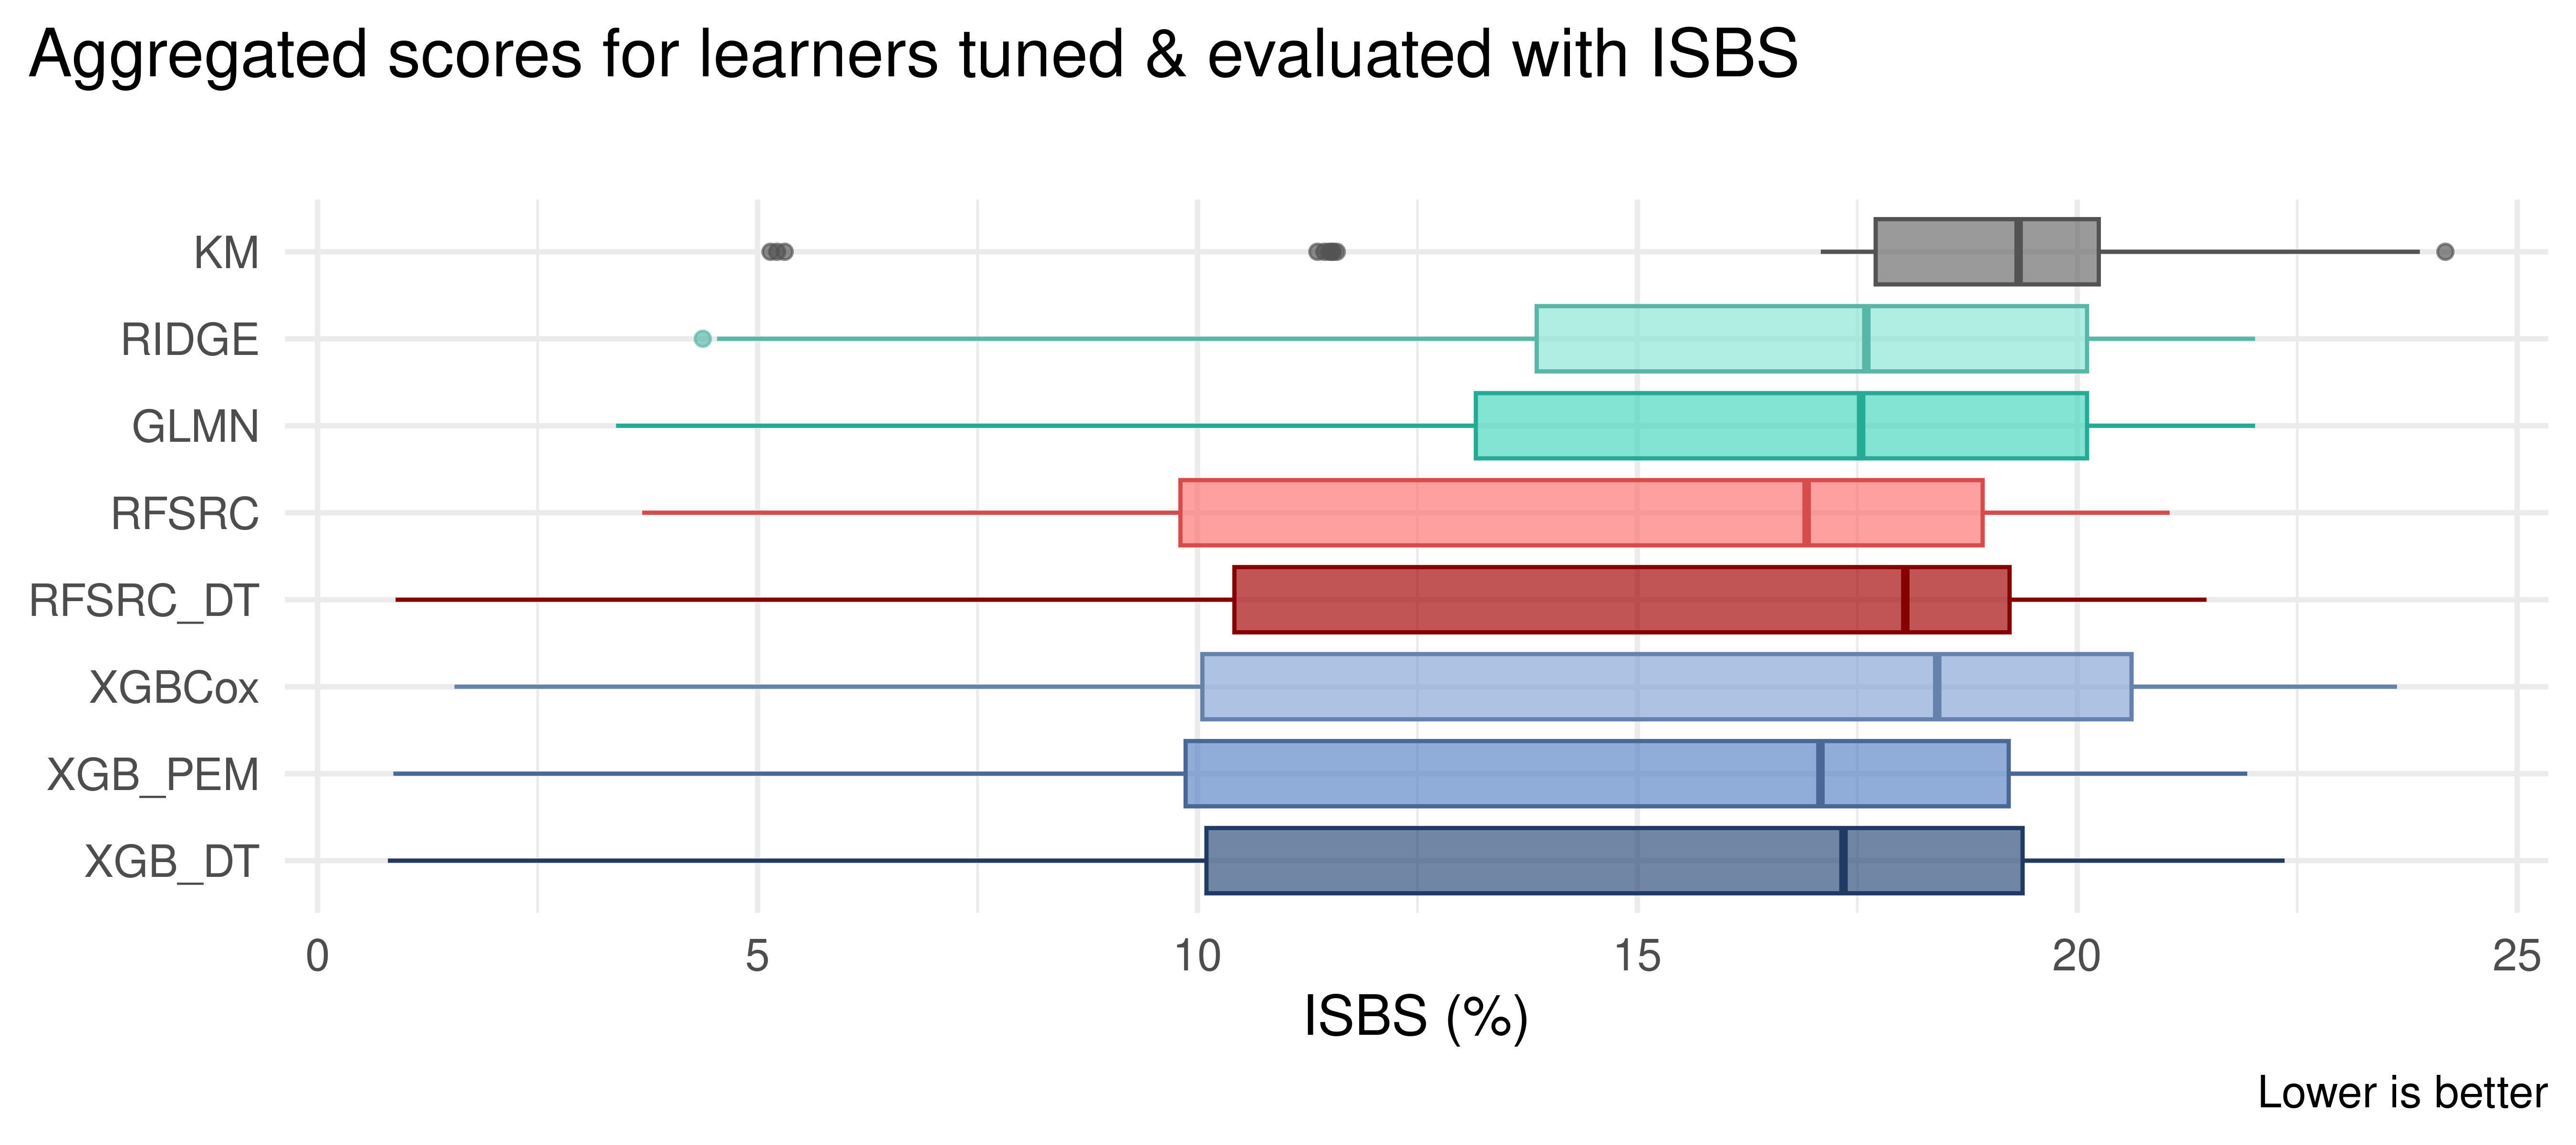 Aggregated scores for learners tuned & evaluated with ISBS
KM
RIDGE
GLMN
RFSRC
RFSRC_DT
XGBCox
XGB_PEM
XGB_DT
0 5 10 15 20 25
ISBS (%)
Lower is better